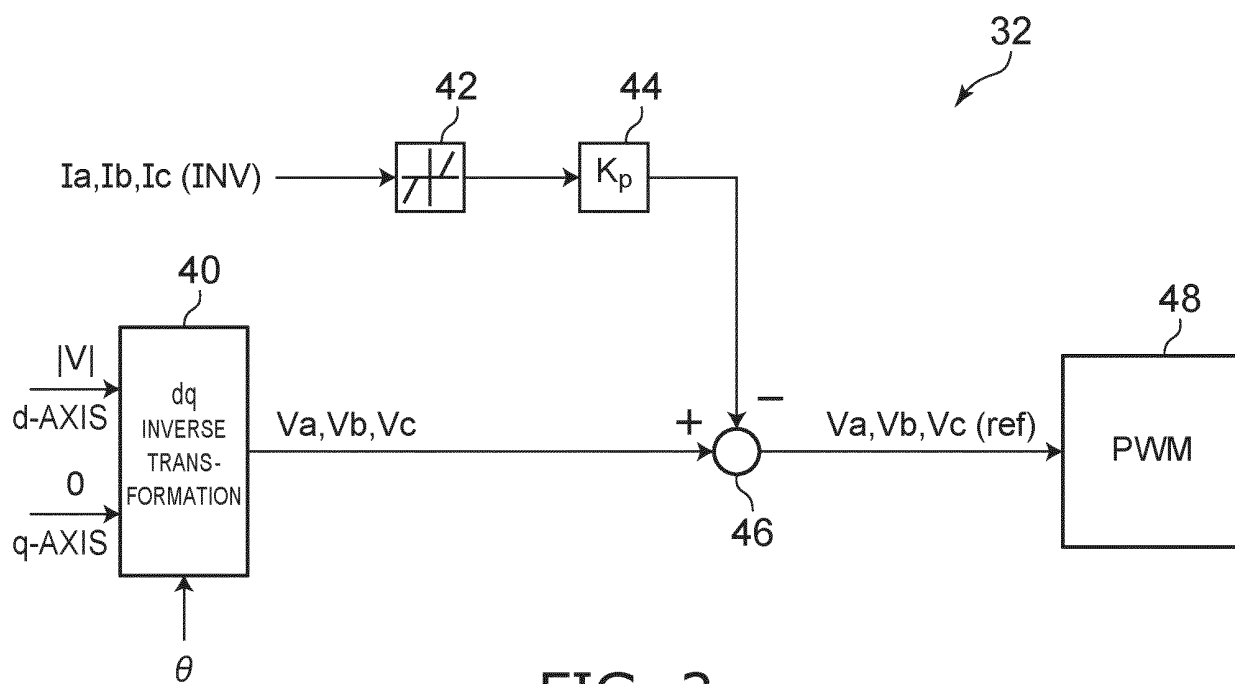 32
42
44
Ia,Ib,Ic (INV)
Kp
40
48
|V|
d-AXIS
dq
INVERSE
TRANS-
FORMATION
Va,Vb,Vc
+
−
Va,Vb,Vc (ref)
PWM
0
q-AXIS
46
θ